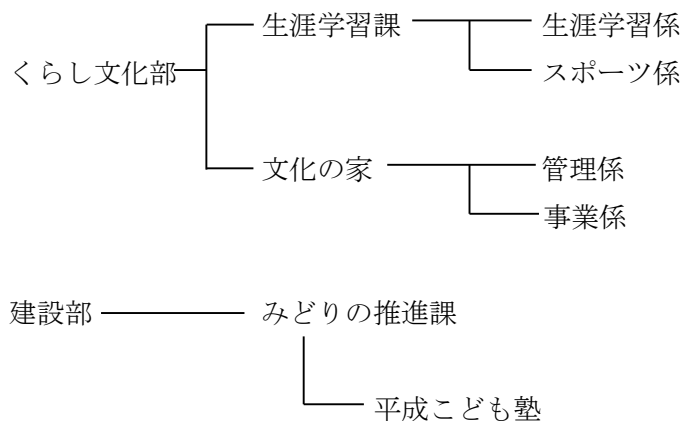 生涯学習課 生涯学習係
くらし文化部 スポーツ係
文化の家 管理係
事業係
建設部 みどりの推進課
平成こども塾